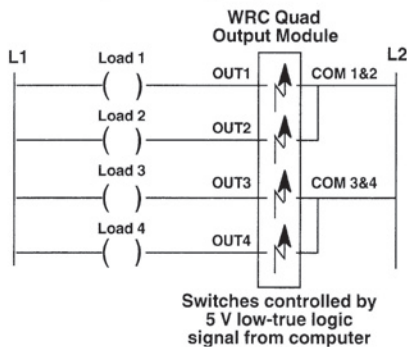 WRC Quad
Output Module
L1
L2
Load 1
OUT1
COM 1&2
Load 2
OUT2
Load 3
OUT3
COM 3&4
Load 4
OUT4
Switches controlled by
5 V low-true logic
signal from computer